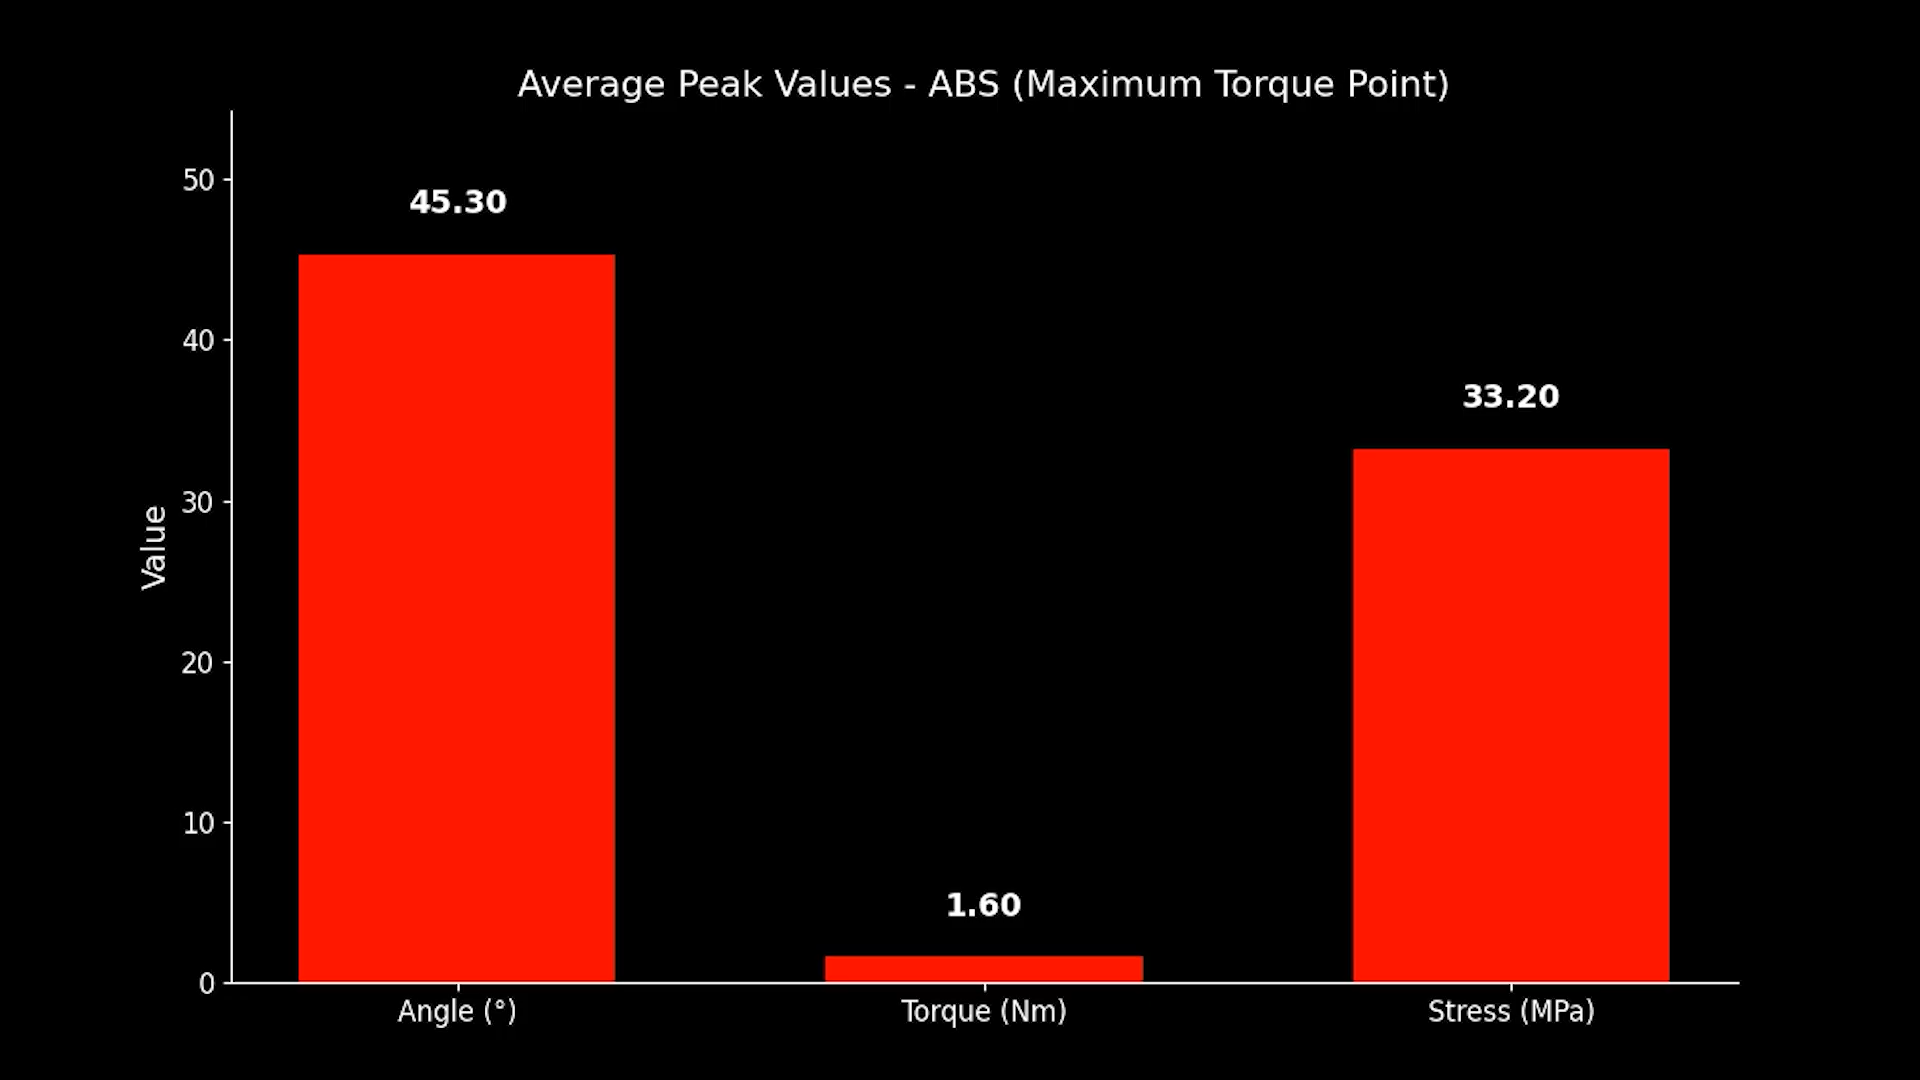 Average Peak Values - ABS (Maximum Torque Point)
50
40
30
20
10
0
Value
45.30
1.60
33.20
Angle (°)
Torque (Nm)
Stress (MPa)